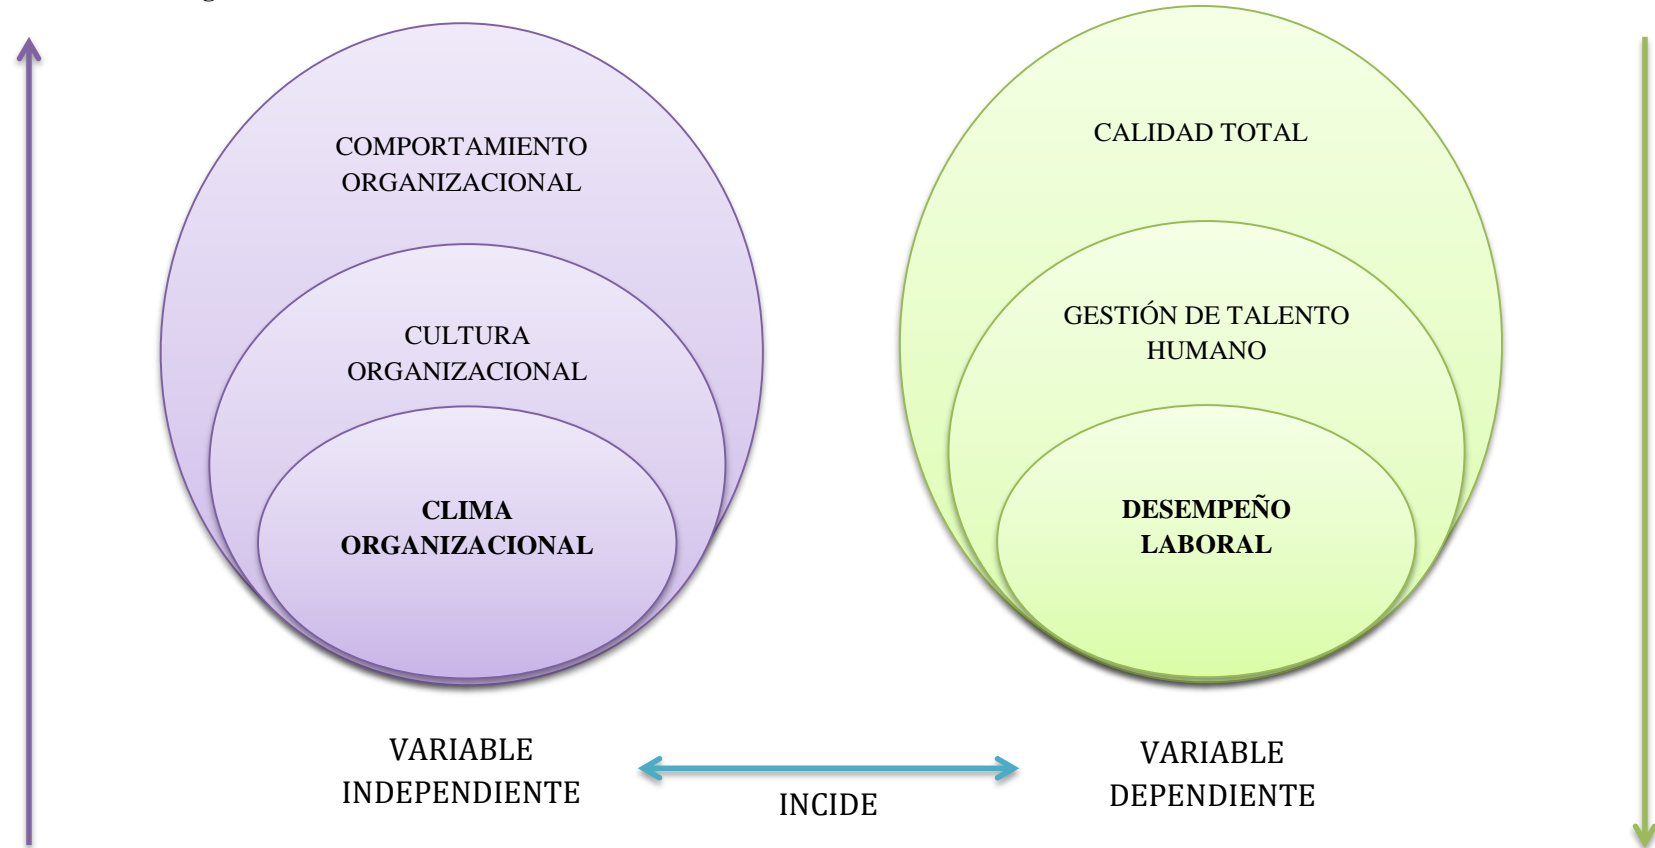 COMPORTAMIENTO
ORGANIZACIONAL
CULTURA
ORGANIZACIONAL
CLIMA
ORGANIZACIONAL
VARIABLE
INDEPENDIENTE
INCIDE
CALIDAD TOTAL
GESTIÓN DE TALENTO
HUMANO
DESEMPEÑO
LABORAL
VARIABLE
DEPENDIENTE